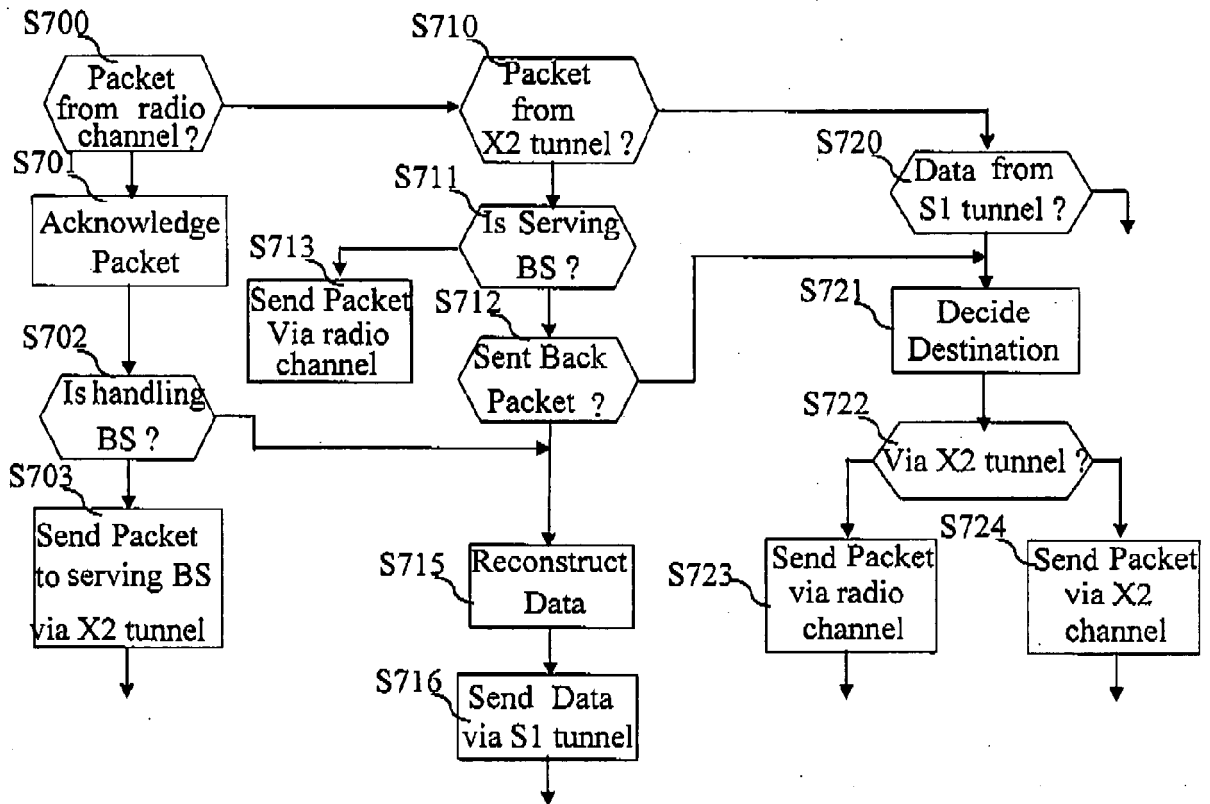 S700
Packet
from radio
channel ?
S701
Acknowledge
Packet
S702
Is handling
BS ?
S703
Send Packet
to serving BS
via X2 tunnel
S710
Packet
from
X2 tunnel ?
S711
Is Serving
BS ?
S713
Send Packet
Via radio
channel
S712
Sent Back
Packet ?
S715
Reconstruct
Data
S716
Send Data
via S1 tunnel
S720
Data from
S1 tunnel ?
S721
Decide
Destination
S722
Via X2 tunnel ?
S723
Send Packet
via radio
channel
S724
Send Packet
via X2
channel